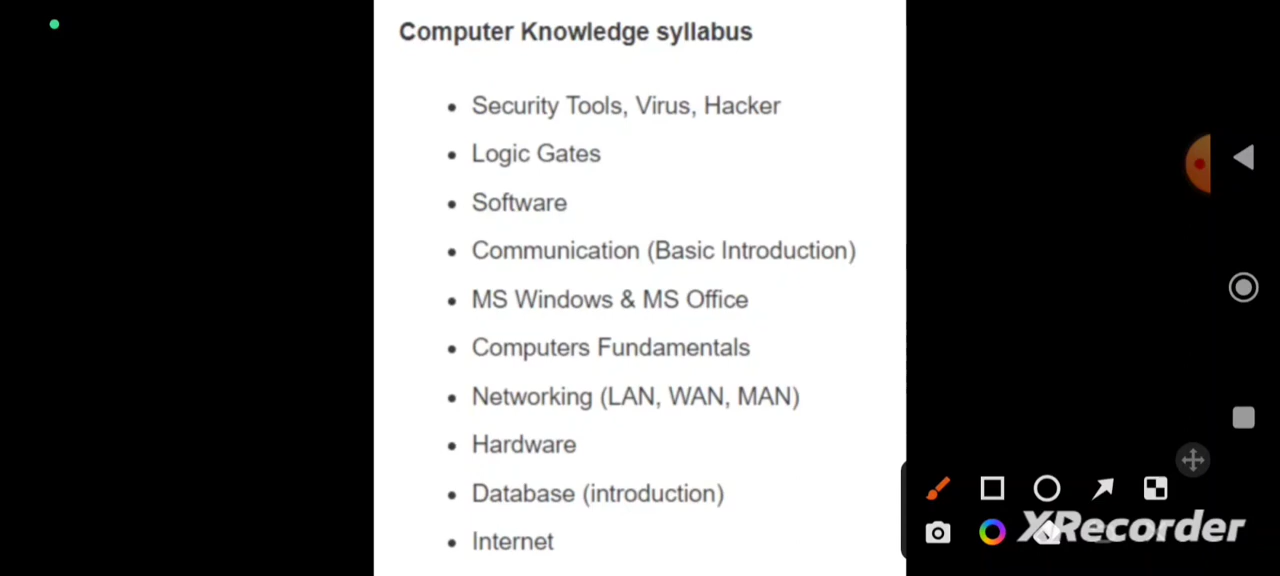 Computer Knowledge syllabus
• Security Tools, Virus, Hacker
• Logic Gates
• Software
• Communication (Basic Introduction)
• MS Windows & MS Office
• Computers Fundamentals
• Networking (LAN, WAN, MAN)
• Hardware
• Database (introduction)
• Internet
XRecorder